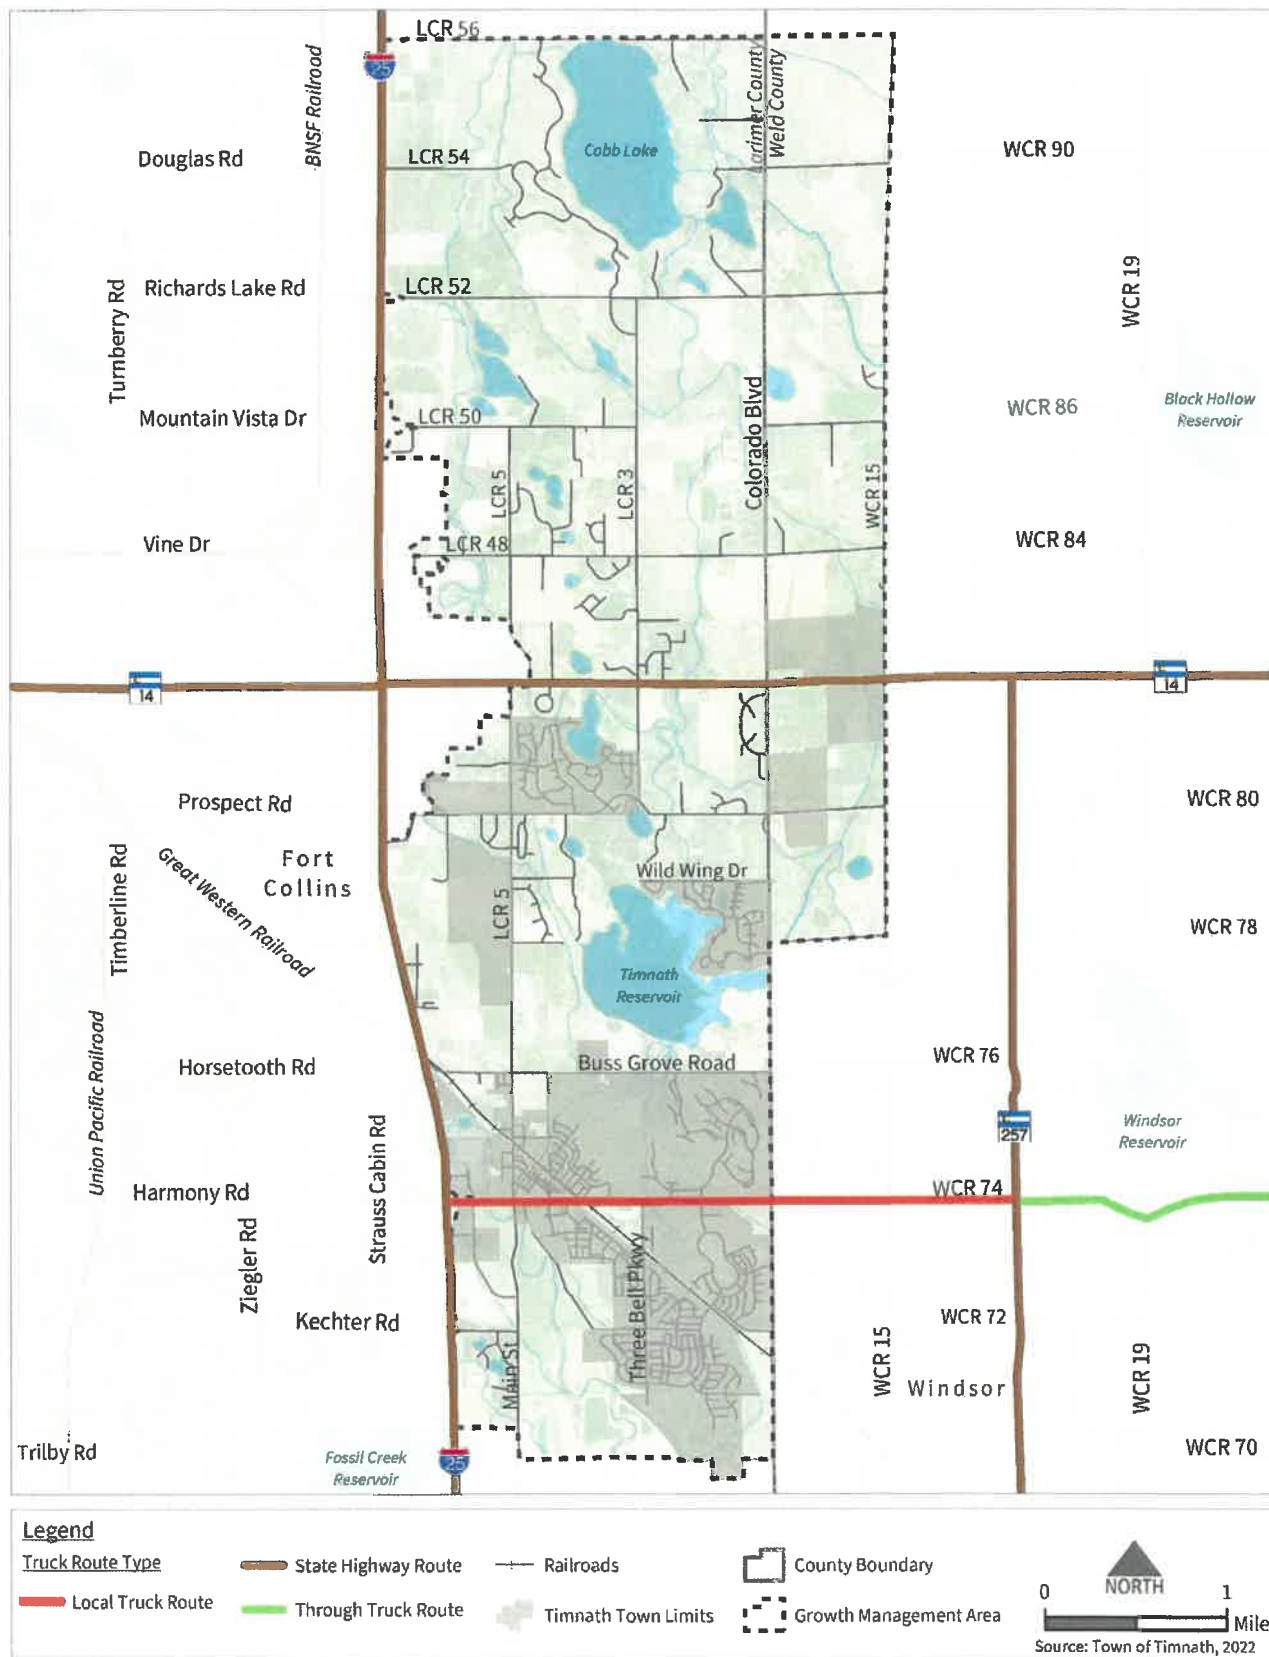 LCR 56
25
BNSF Railroad
Larimer County
Weld County
Cobb Lake
Douglas Rd
LCR 54
WCR 90
Richards Lake Rd
LCR 52
WCR 19
Turnberry Rd
Mountain Vista Dr
LCR 50
Colorado Blvd
WCR 86
Black Hollow
Reservoir
LCR 5
LCR 3
WCR 15
Vine Dr
LCR 48
WCR 84
14
14
Prospect Rd
WCR 80
Timberline Rd
Great Western Railroad
Fort
Collins
Wild Wing Dr
LCR 5
WCR 78
Timnath
Reservoir
Union Pacific Railroad
Horsetooth Rd
Buss Grove Road
WCR 76
Strauss Cabin Rd
257
Windsor
Reservoir
Harmony Rd
WCR 74
Ziegler Rd
Three Bell Pkwy
Kechter Rd
WCR 72
Main St
WCR 15
Windsor
WCR 19
Trilby Rd
Fossil Creek
Reservoir
25
WCR 70
Legend
Truck Route Type
Local Truck Route
State Highway Route
Through Truck Route
Railroads
Timnath Town Limits
County Boundary
Growth Management Area
NORTH
0 1
Mile
Source: Town of Timnath, 2022